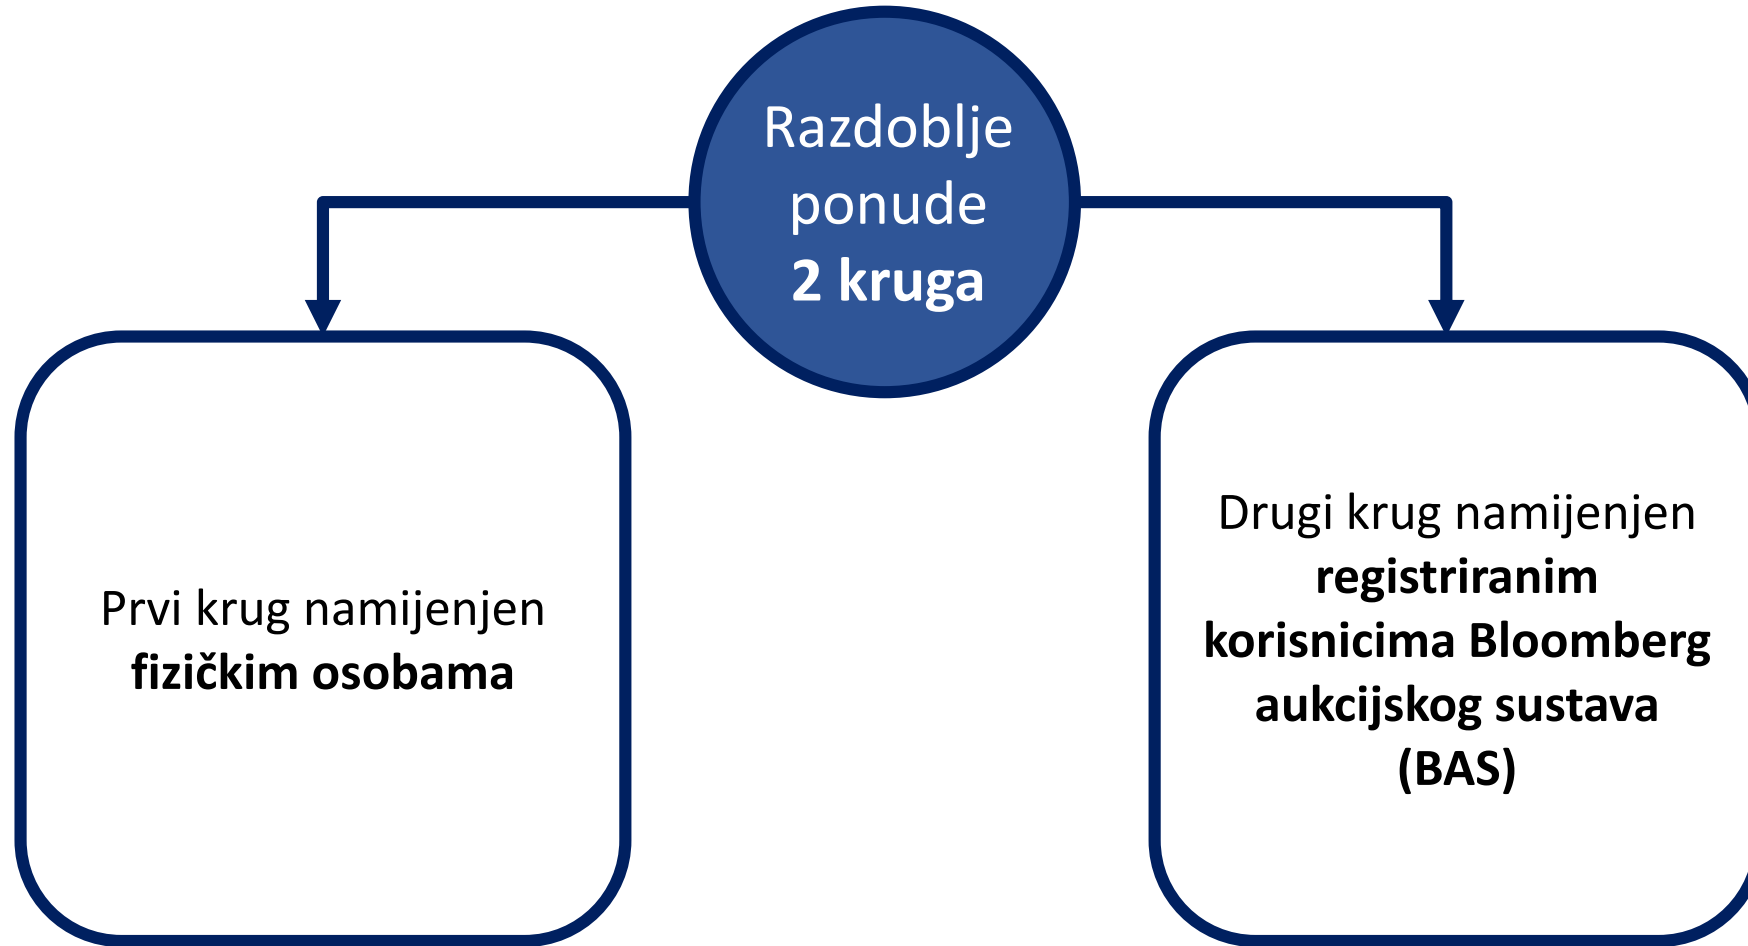 Razdoblje
ponude
2 kruga
Prvi krug namijenjen
fizičkim osobama
Drugi krug namijenjen
registriranim
korisnicima Bloomberg
aukcijskog sustava
(BAS)